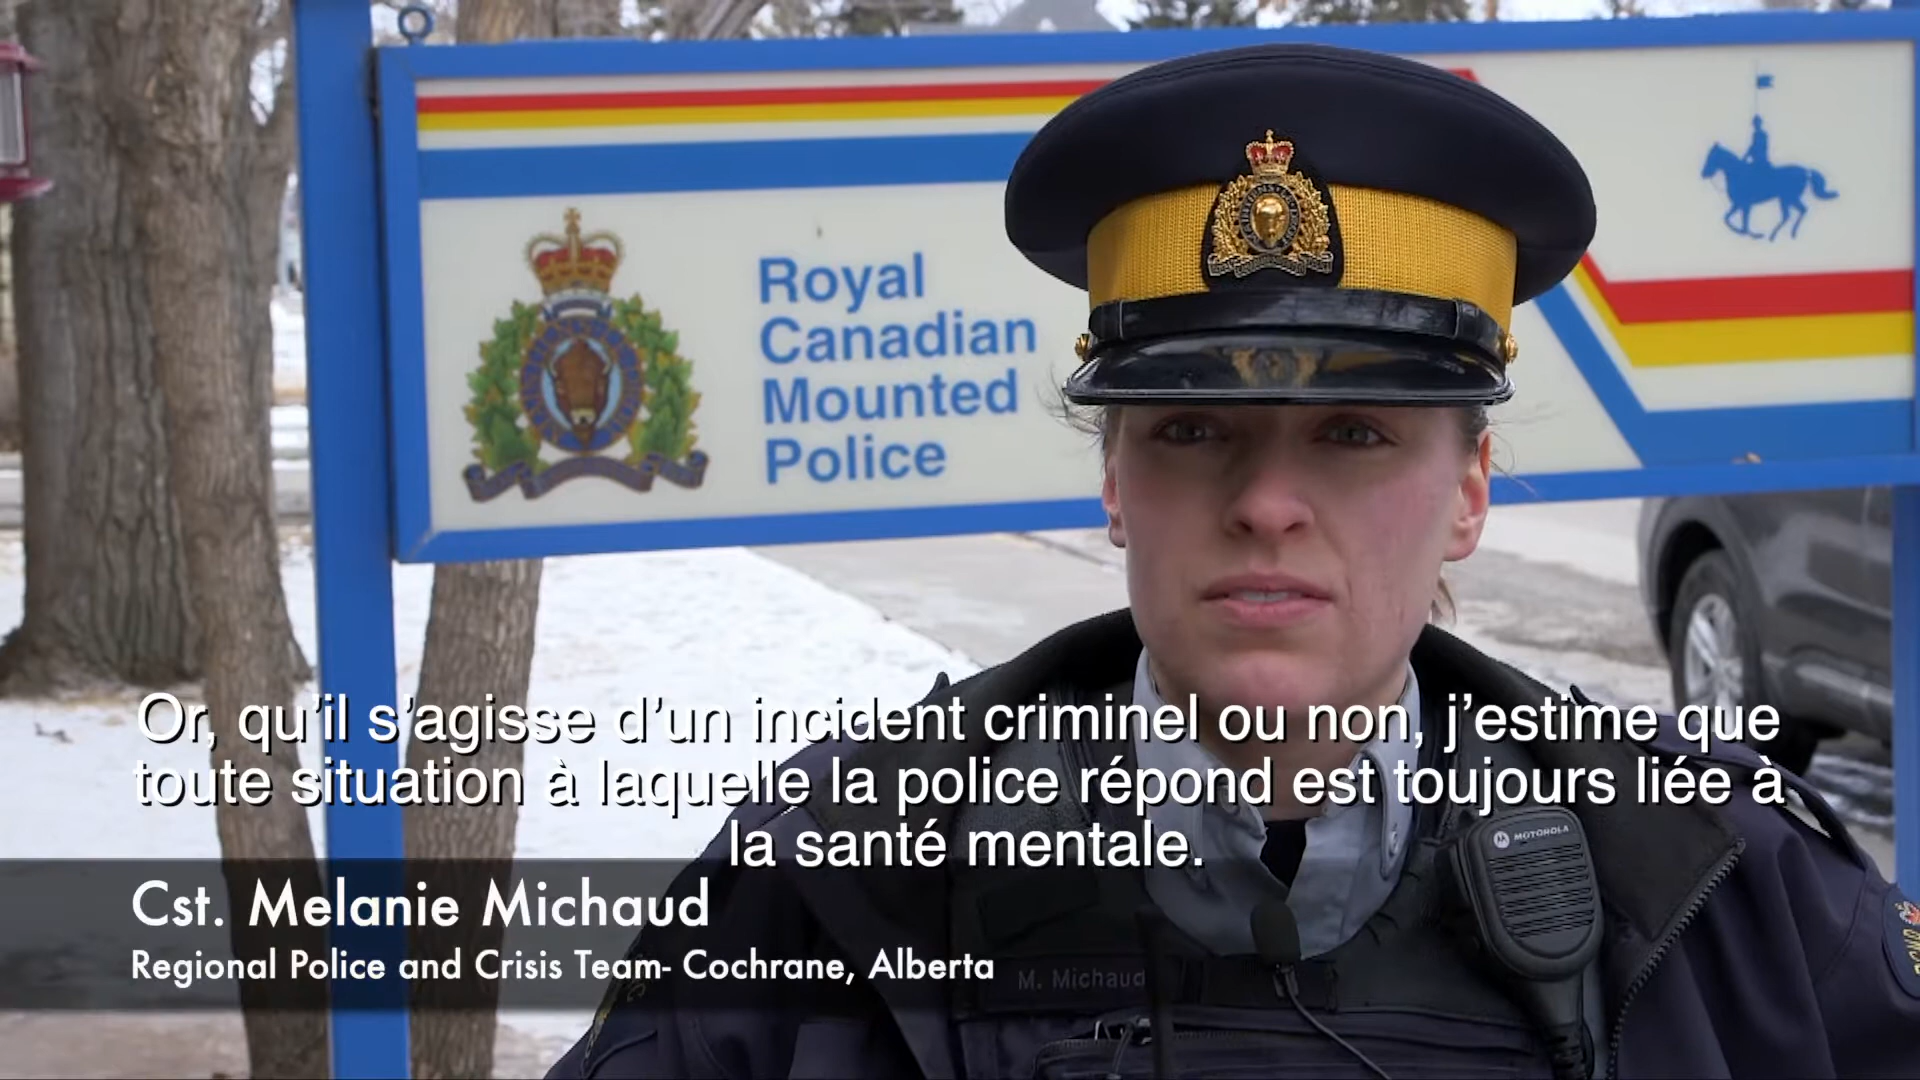 Royal
Canadian
Mounted
Police
Or, qu'il s'agisse d'un incident criminel ou non, j'estime que
toute situation à laquelle la police répond est toujours liée à
la santé mentale.
MOTOROLA
Cst. Melanie Michaud
Regional Police and Crisis Team- Cochrane, Alberta
M. Michaud